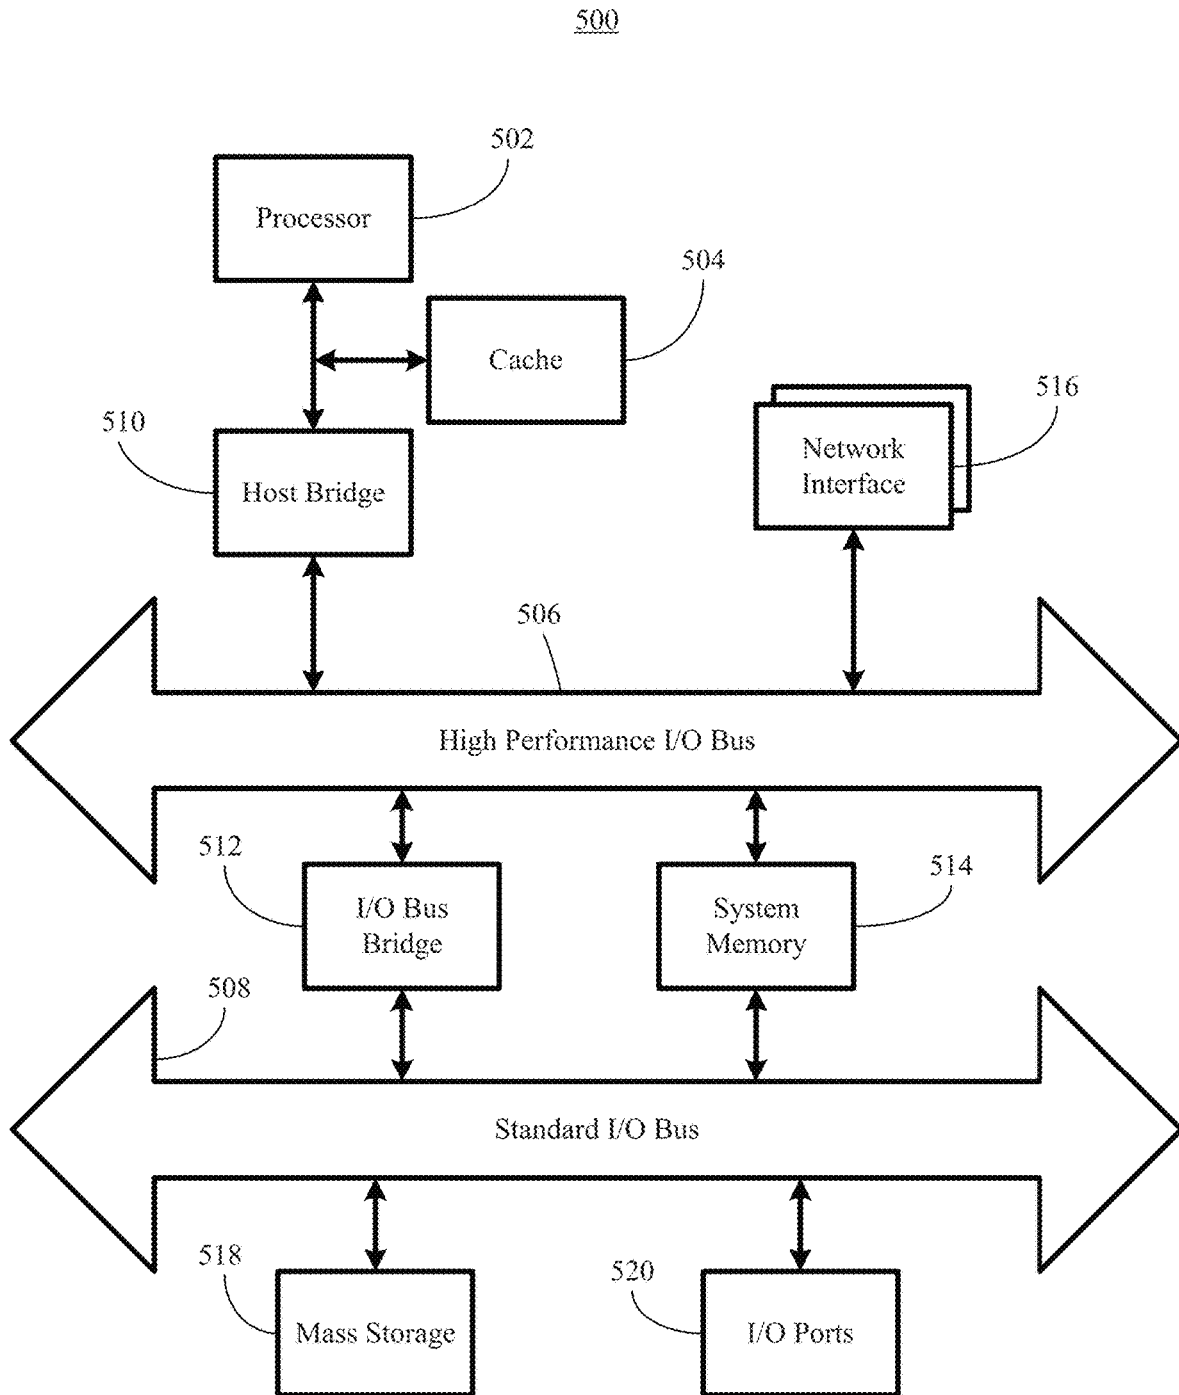 500
502
Processor
504
Cache
510
Host Bridge
516
Network
Interface
506
High Performance I/O Bus
512
I/O Bus
Bridge
514
System
Memory
508
Standard I/O Bus
518
Mass Storage
520
I/O Ports